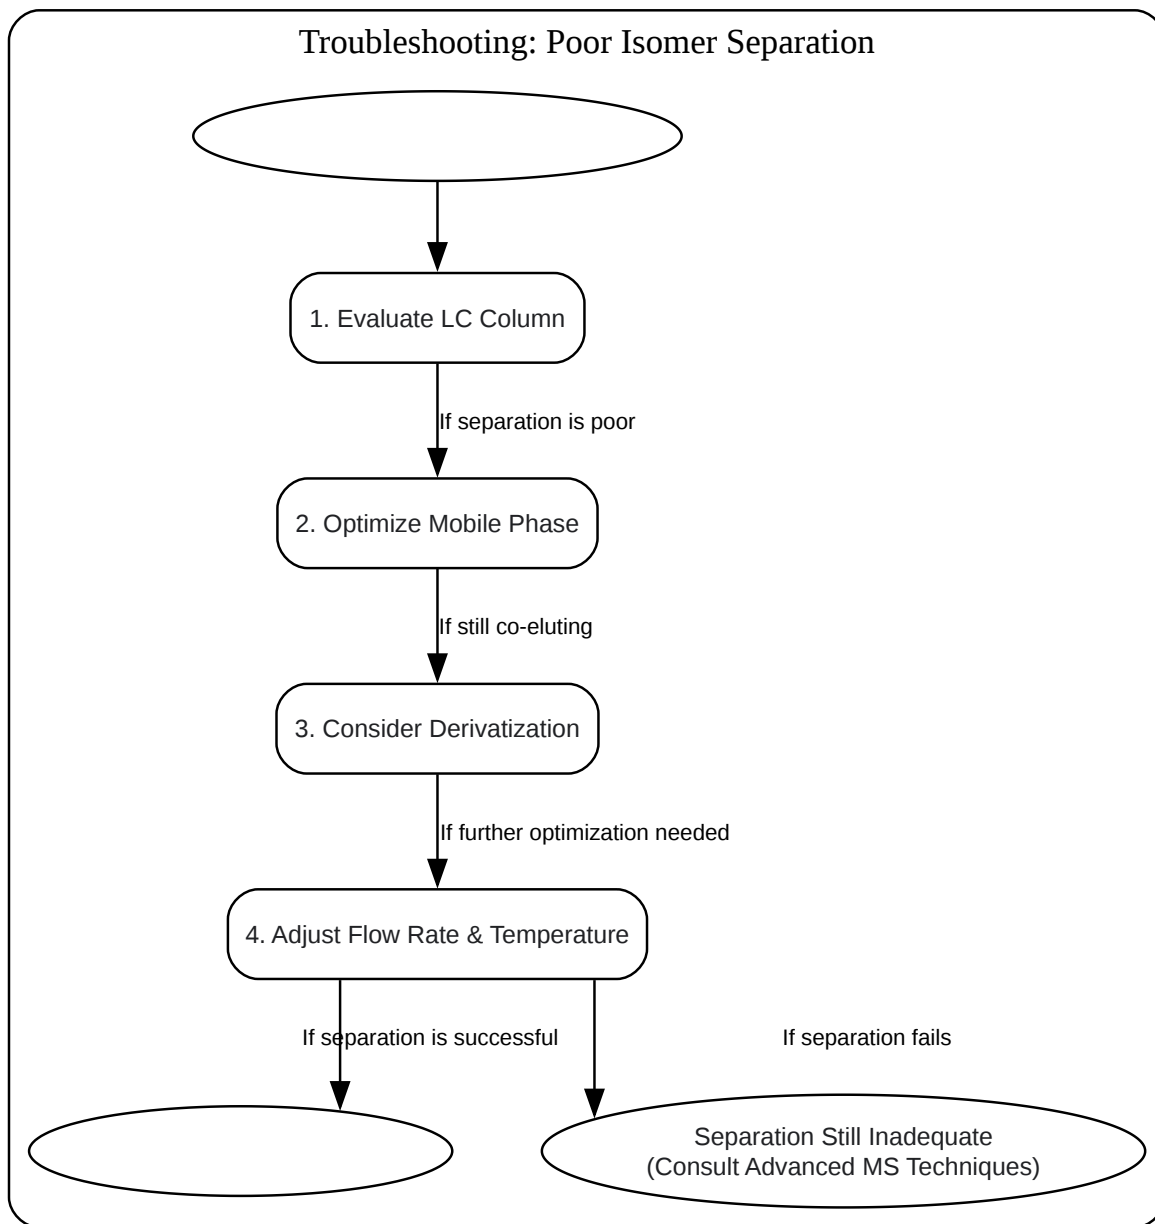 Troubleshooting: Poor Isomer Separation
1. Evaluate LC Column
If separation is poor
2. Optimize Mobile Phase
If still co-eluting
3. Consider Derivatization
If further optimization needed
4. Adjust Flow Rate & Temperature
If separation is successful
If separation fails
Separation Still Inadequate
(Consult Advanced MS Techniques)